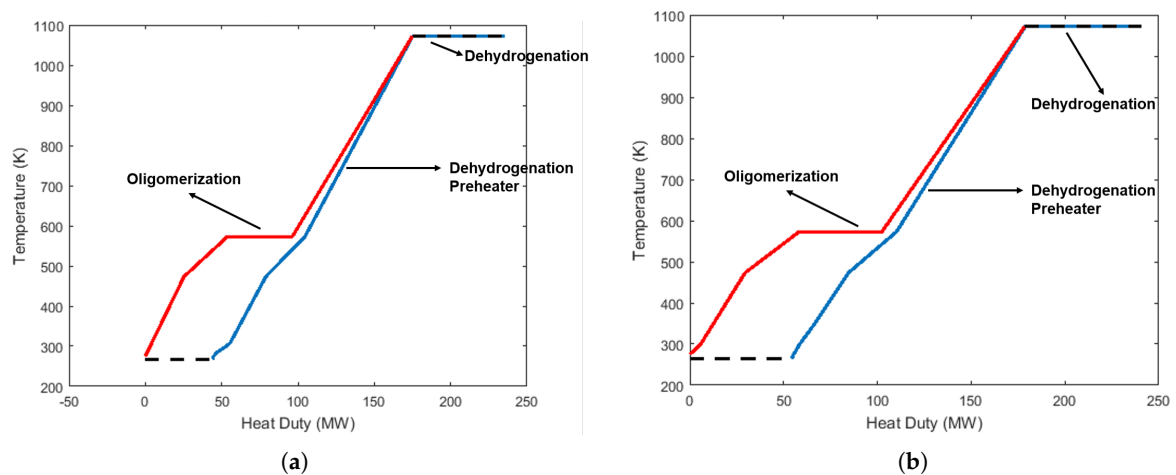 1100
1000
900
800
700
600
500
400
300
200
Temperature (K)
-50
0
50
100
150
200
250
Heat Duty (MW)
Dehydrogenation
Dehydrogenation
Preheater
Oligomerization
(a)
1100
1000
900
800
700
600
500
400
300
200
Temperature (K)
0
50
100
150
200
250
Heat Duty (MW)
Dehydrogenation
Oligomerization
Dehydrogenation
Preheater
(b)